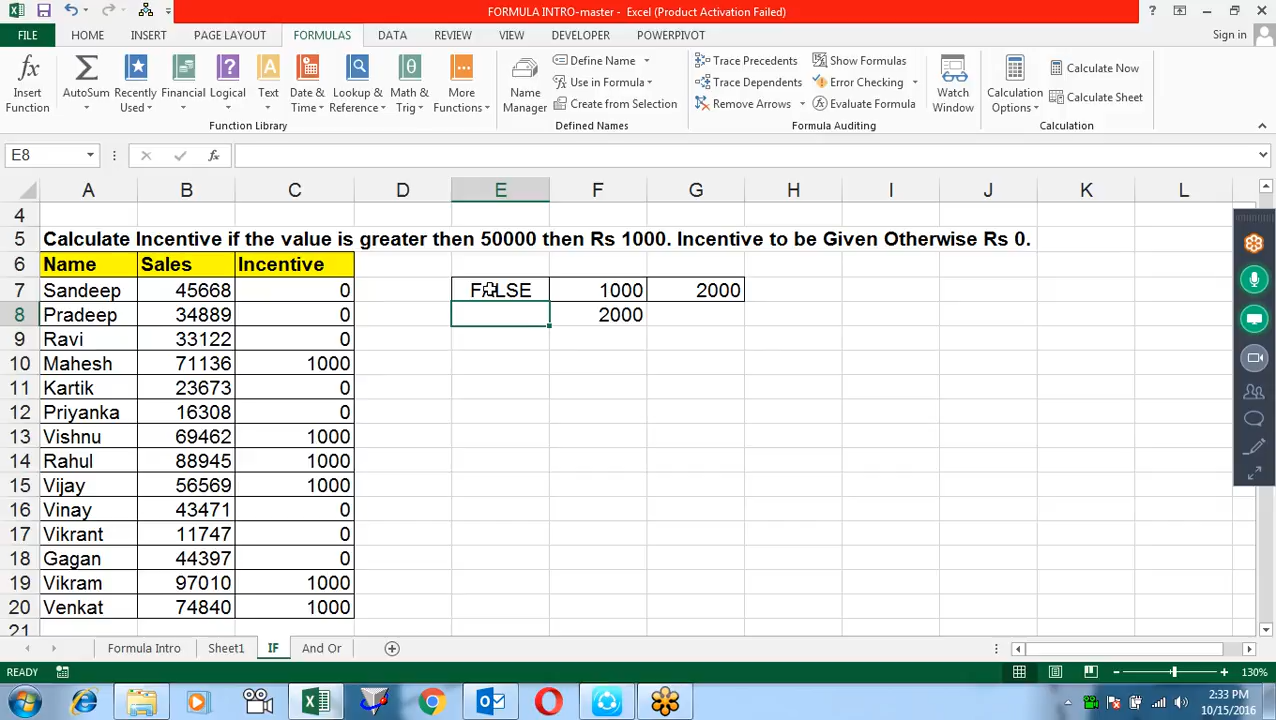 FORMULA INTRO-master - Excel (Product Activation Failed)
FILE HOME INSERT PAGE LAYOUT FORMULAS DATA REVIEW VIEW DEVELOPER POWERPIVOT Sign in
Insert Function
AutoSum
Recently Used
Financial
Logical
Text
Date & Time
Lookup & Reference
Math & Trig
More Functions
Function Library
Name Manager
Define Name
Use in Formula
Create from Selection
Defined Names
Trace Precedents
Trace Dependents
Remove Arrows
Show Formulas
Error Checking
Evaluate Formula
Formula Auditing
Watch Window
Calculation Options
Calculate Now
Calculate Sheet
Calculation
E8 fx
A B C D E F G H I J K L
4
5 Calculate Incentive if the value is greater then 50000 then Rs 1000. Incentive to be Given Otherwise Rs 0.
6 Name Sales Incentive
7 Sandeep 45668 0 FALSE 1000 2000
8 Pradeep 34889 0 2000
9 Ravi 33122 0
10 Mahesh 71136 1000
11 Kartik 23673 0
12 Priyanka 16308 0
13 Vishnu 69462 1000
14 Rahul 88945 1000
15 Vijay 56569 1000
16 Vinay 43471 0
17 Vikrant 11747 0
18 Gagan 44397 0
19 Vikram 97010 1000
20 Venkat 74840 1000
21
Formula Intro Sheet1 IF And Or
READY 130%
2:33 PM
10/15/2016